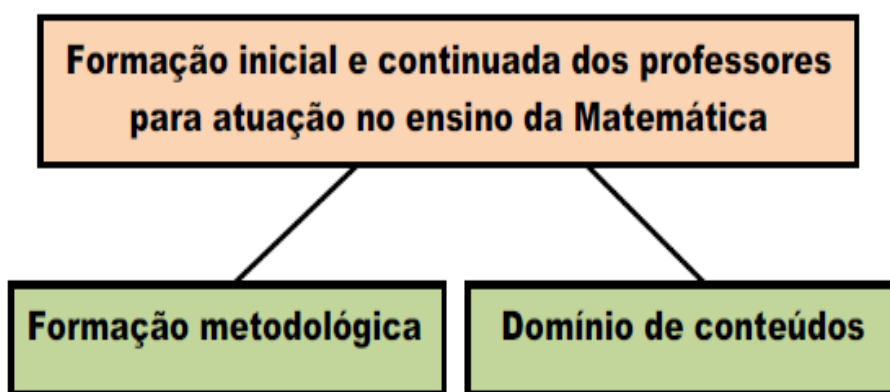 Formação inicial e continuada dos professores
para atuação no ensino da Matemática
Formação metodológica
Domínio de conteúdos